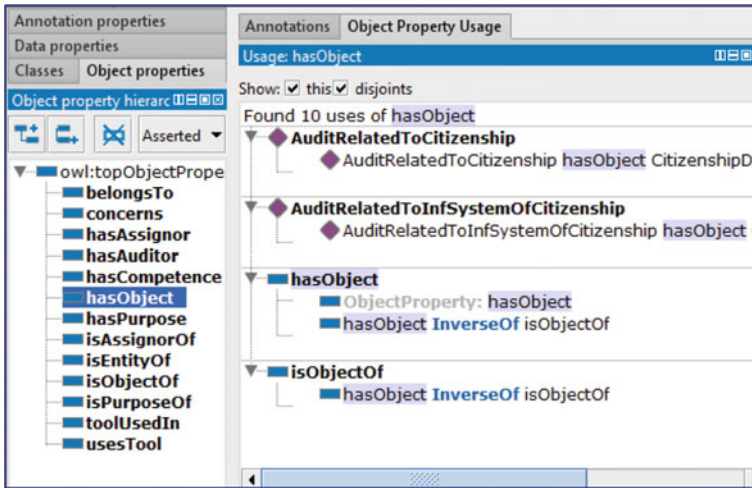 Annotation properties
Data properties
Classes Object properties
Object property hierarc
Asserted
owl:topObjectPrope
belongsTo
concerns
hasAssignor
hasAuditor
hasCompetence
hasObject
hasPurpose
isAssignorOf
isEntityOf
isObjectOf
isPurposeOf
toolUsedIn
usesTool
Annotations Object Property Usage
Usage: hasObject
Show: this disjoints
Found 10 uses of hasObject
AuditRelatedToCitizenship
AuditRelatedToCitizenship hasObject CitizenshipD
AuditRelatedToInfSystemOfCitizenship
AuditRelatedToInfSystemOfCitizenship hasObject
hasObject
ObjectProperty: hasObject
hasObject InverseOf isObjectOf
isObjectOf
hasObject InverseOf isObjectOf